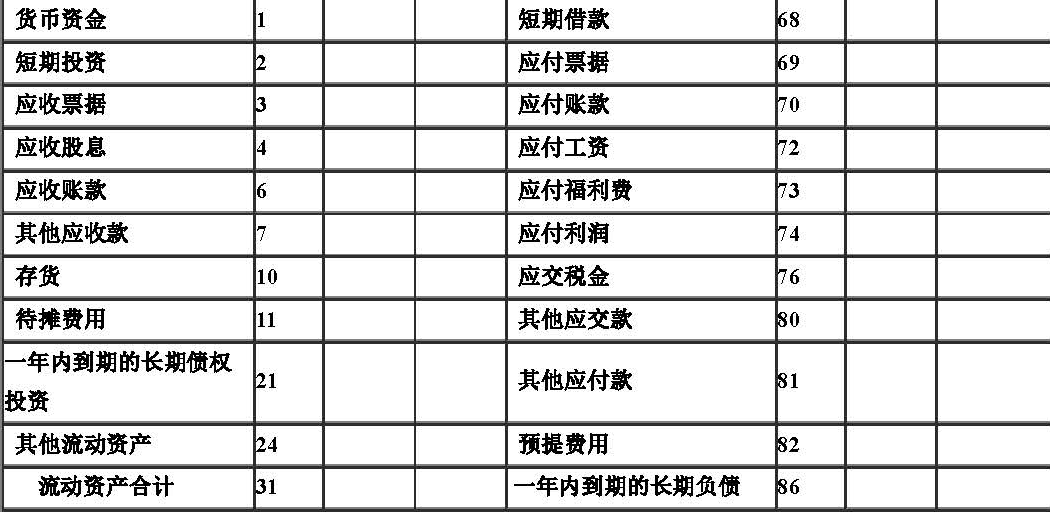 货币资金 1 短期借款 68
短期投资 2 应付票据 69
应收票据 3 应付账款 70
应收股息 4 应付工资 72
应收账款 6 应付福利费 73
其他应收款 7 应付利润 74
存货 10 应交税金 76
待摊费用 11 其他应交款 80
一年内到期的长期债权
投资 21 其他应付款 81
其他流动资产 24 预提费用 82
流动资产合计 31 一年内到期的长期负债 86